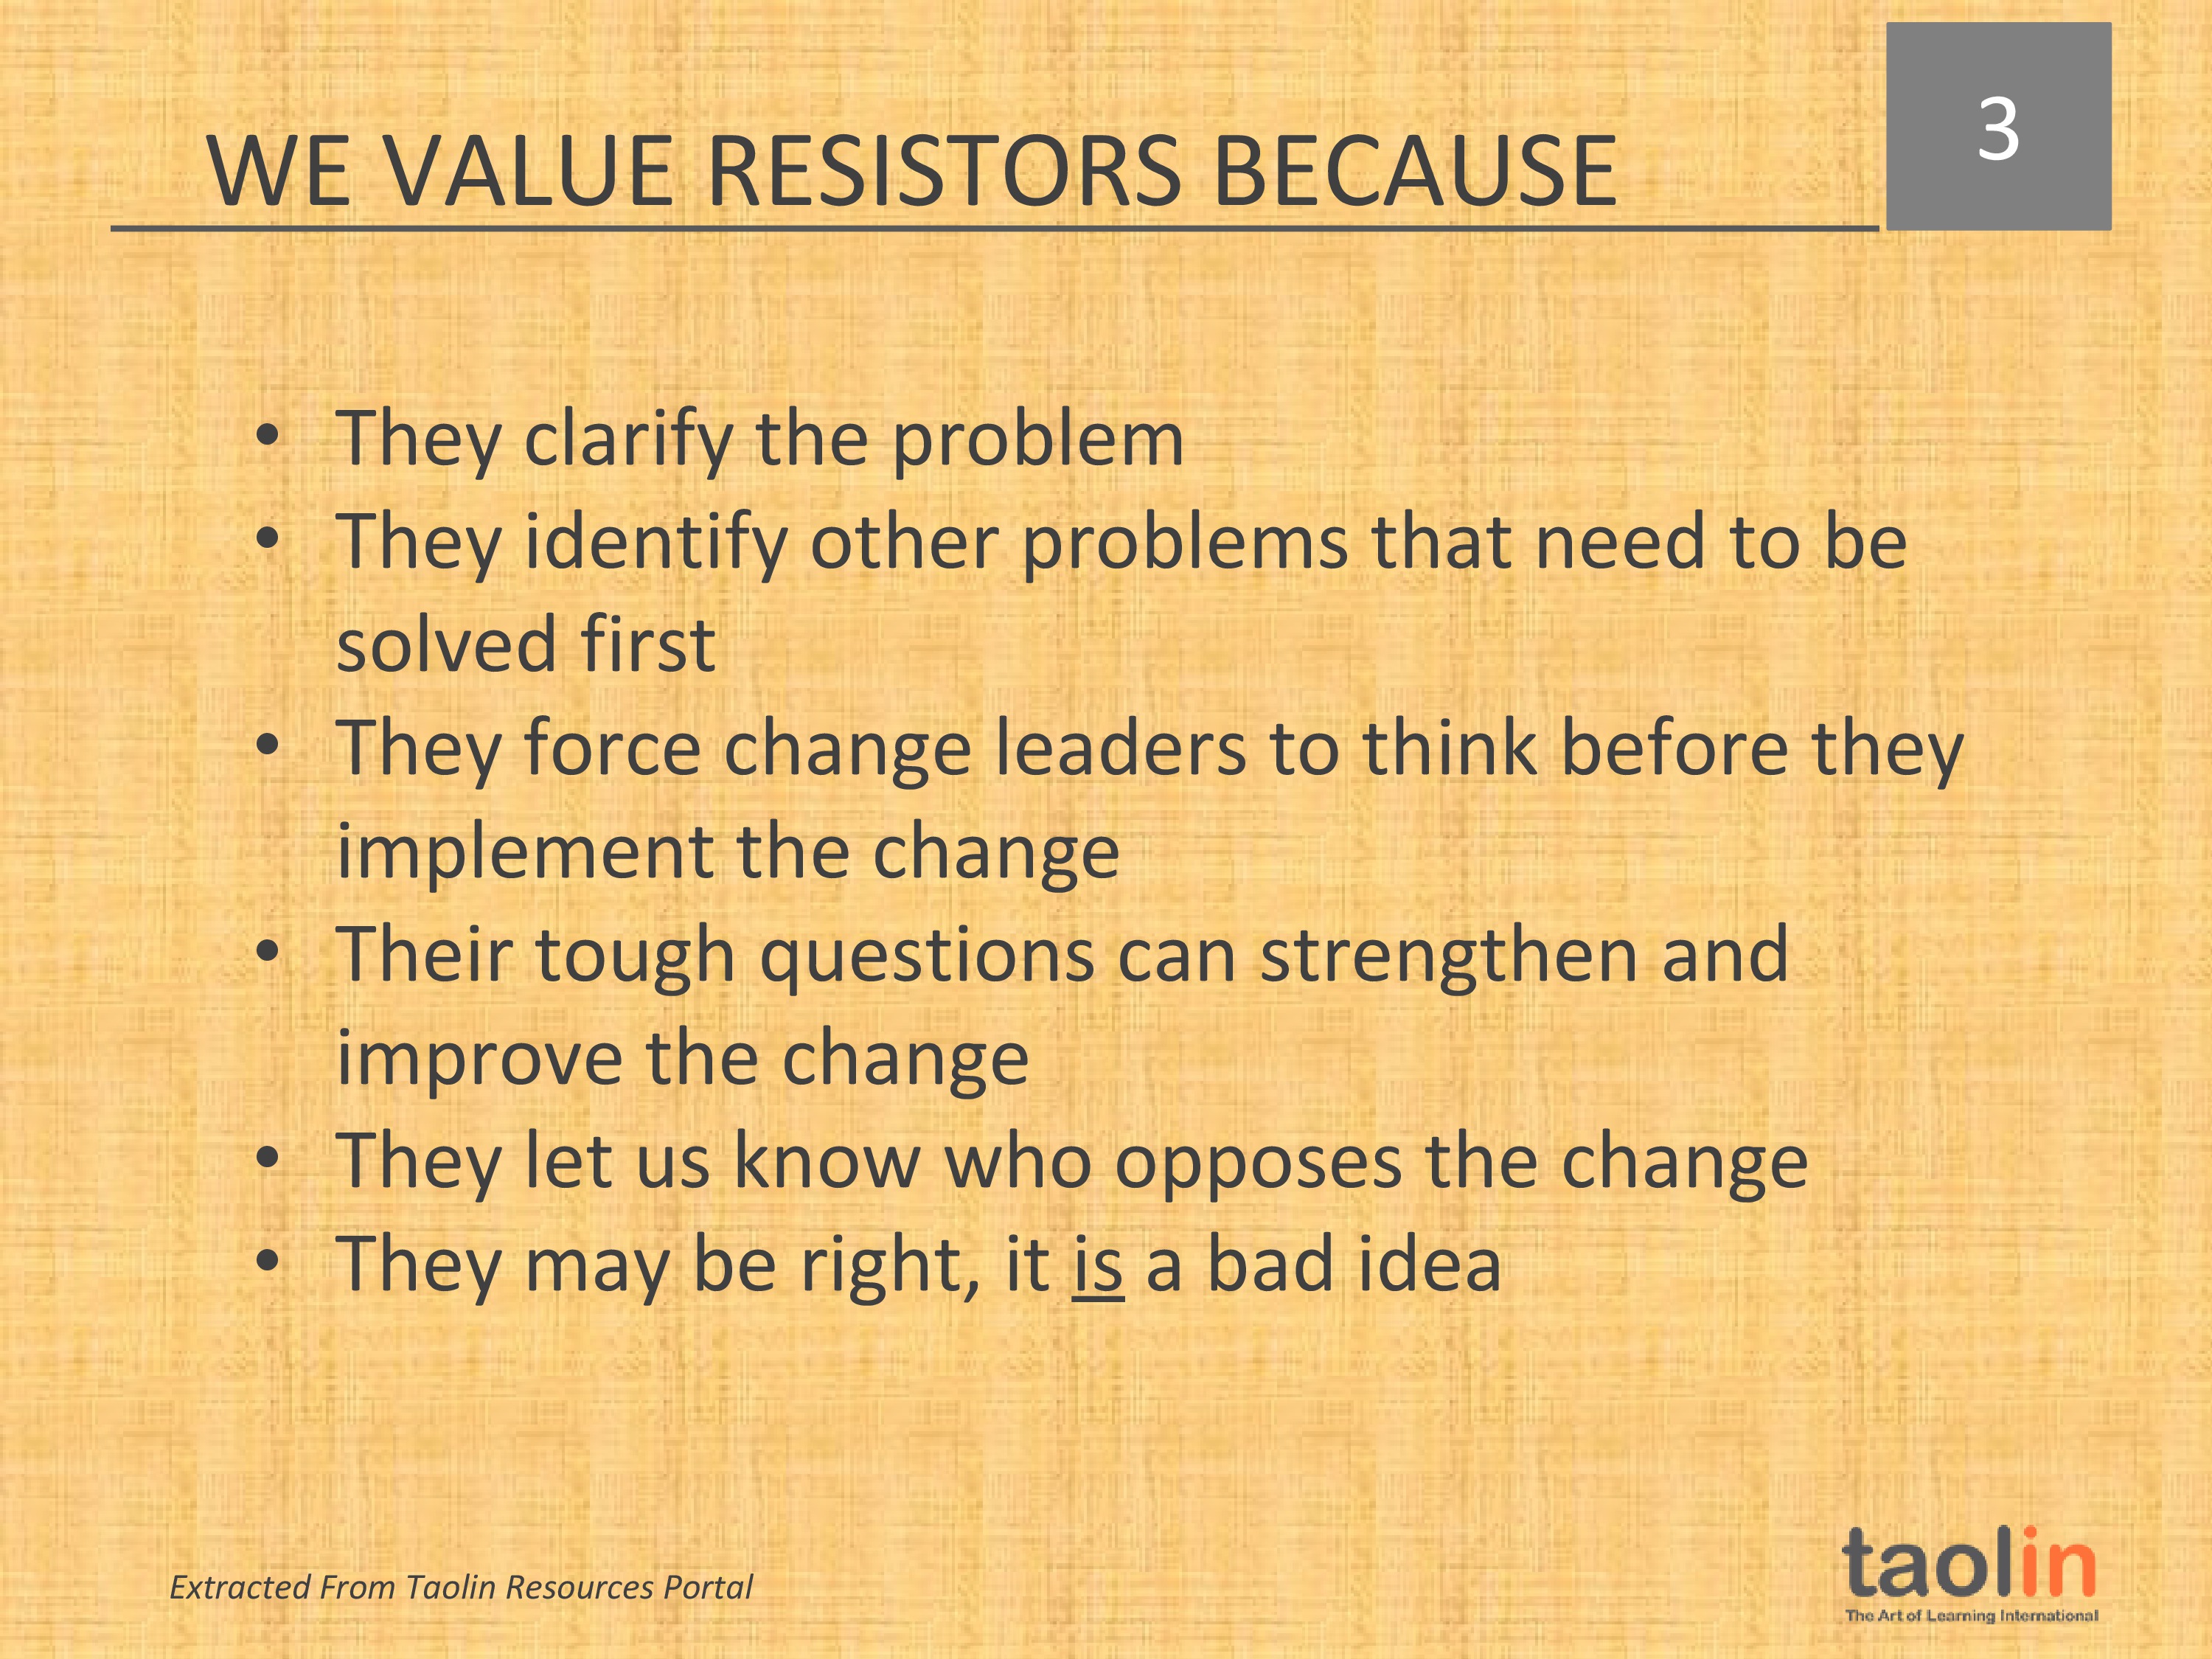 3
WE VALUE RESISTORS BECAUSE
• They clarify the problem
• They identify other problems that need to be
solved first
• They force change leaders to think before they
implement the change
• Their tough questions can strengthen and
improve the change
• They let us know who opposes the change
• They may be right, it is a bad idea
Extracted From Taolin Resources Portal
taolin
The Art of Learning International